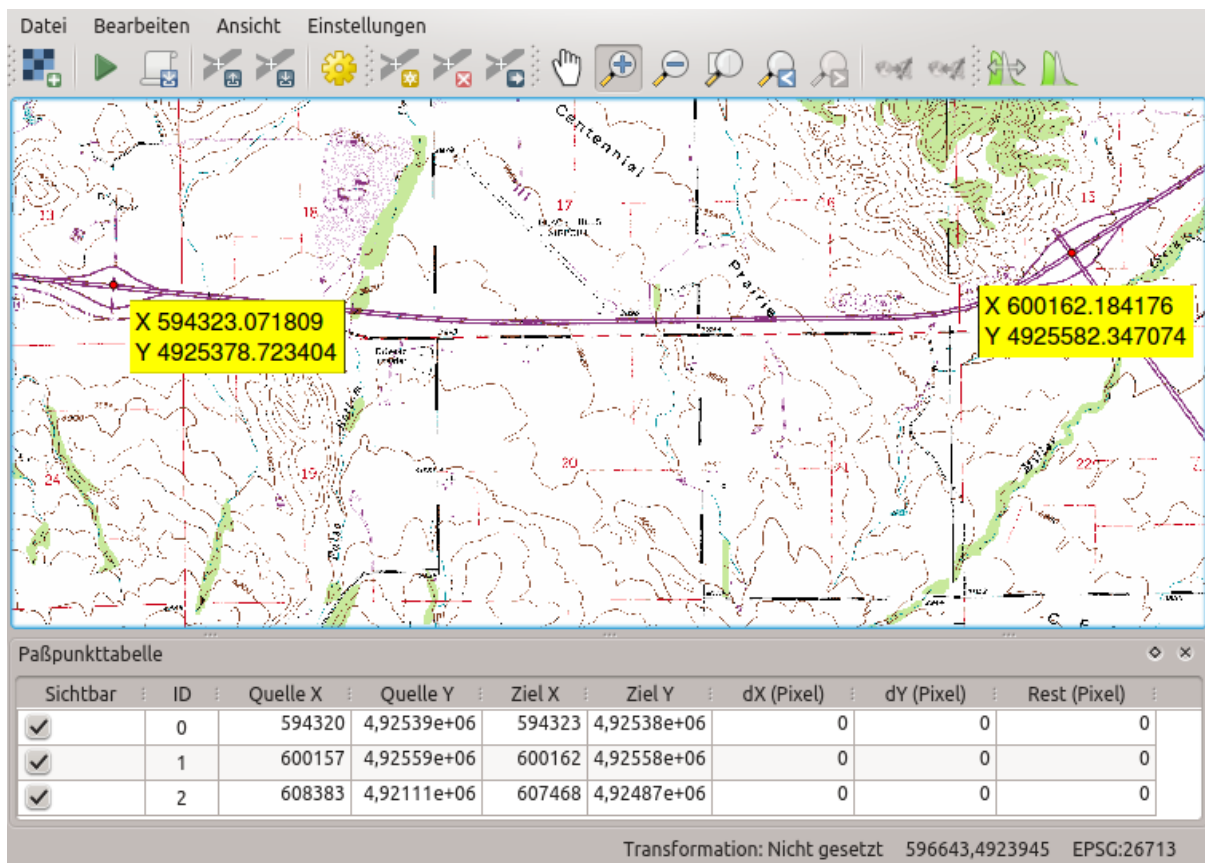 Datei Bearbeiten Ansicht Einstellungen
Centennial
13
18
17
16
15
Prairie
X 594323.071809
Y 4925378.723404
X 600162.184176
Y 4925582.347074
24
19
20
21
22
Paßpunkttabelle
Sichtbar ID Quelle X Quelle Y Ziel X Ziel Y dX (Pixel) dY (Pixel) Rest (Pixel)
0 594320 4,92539e+06 594323 4,92538e+06 0 0 0
1 600157 4,92559e+06 600162 4,92558e+06 0 0 0
2 608383 4,92111e+06 607468 4,92487e+06 0 0 0
Transformation: Nicht gesetzt 596643,4923945 EPSG:26713